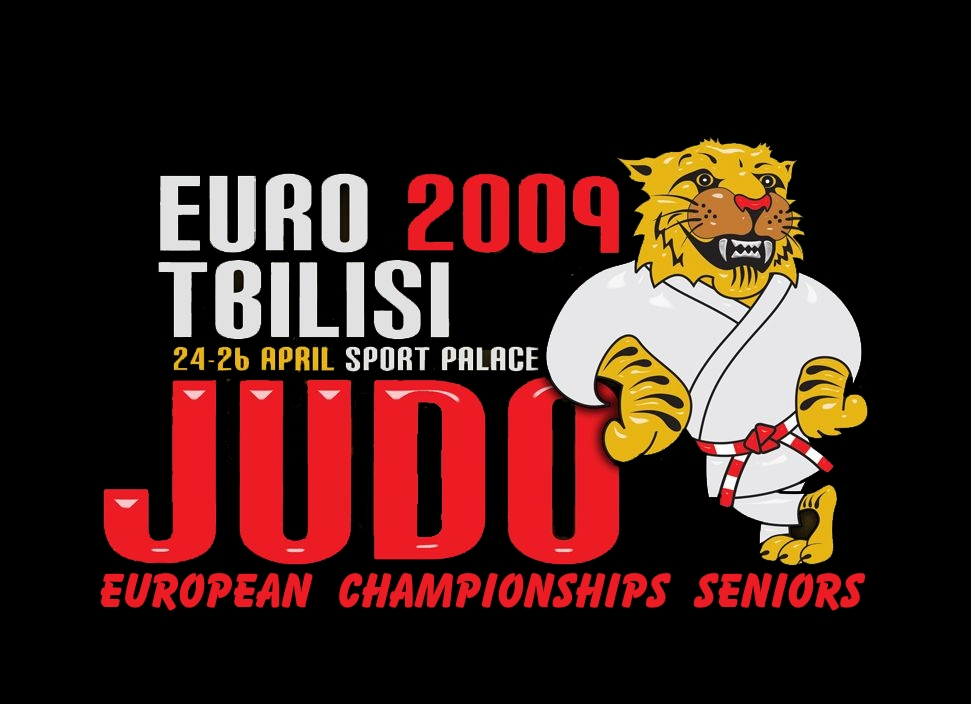 EURO 2009
TBILISI
24-26 APRIL SPORT PALACE
JUDO
EUROPEAN CHAMPIONSHIPS SENIORS